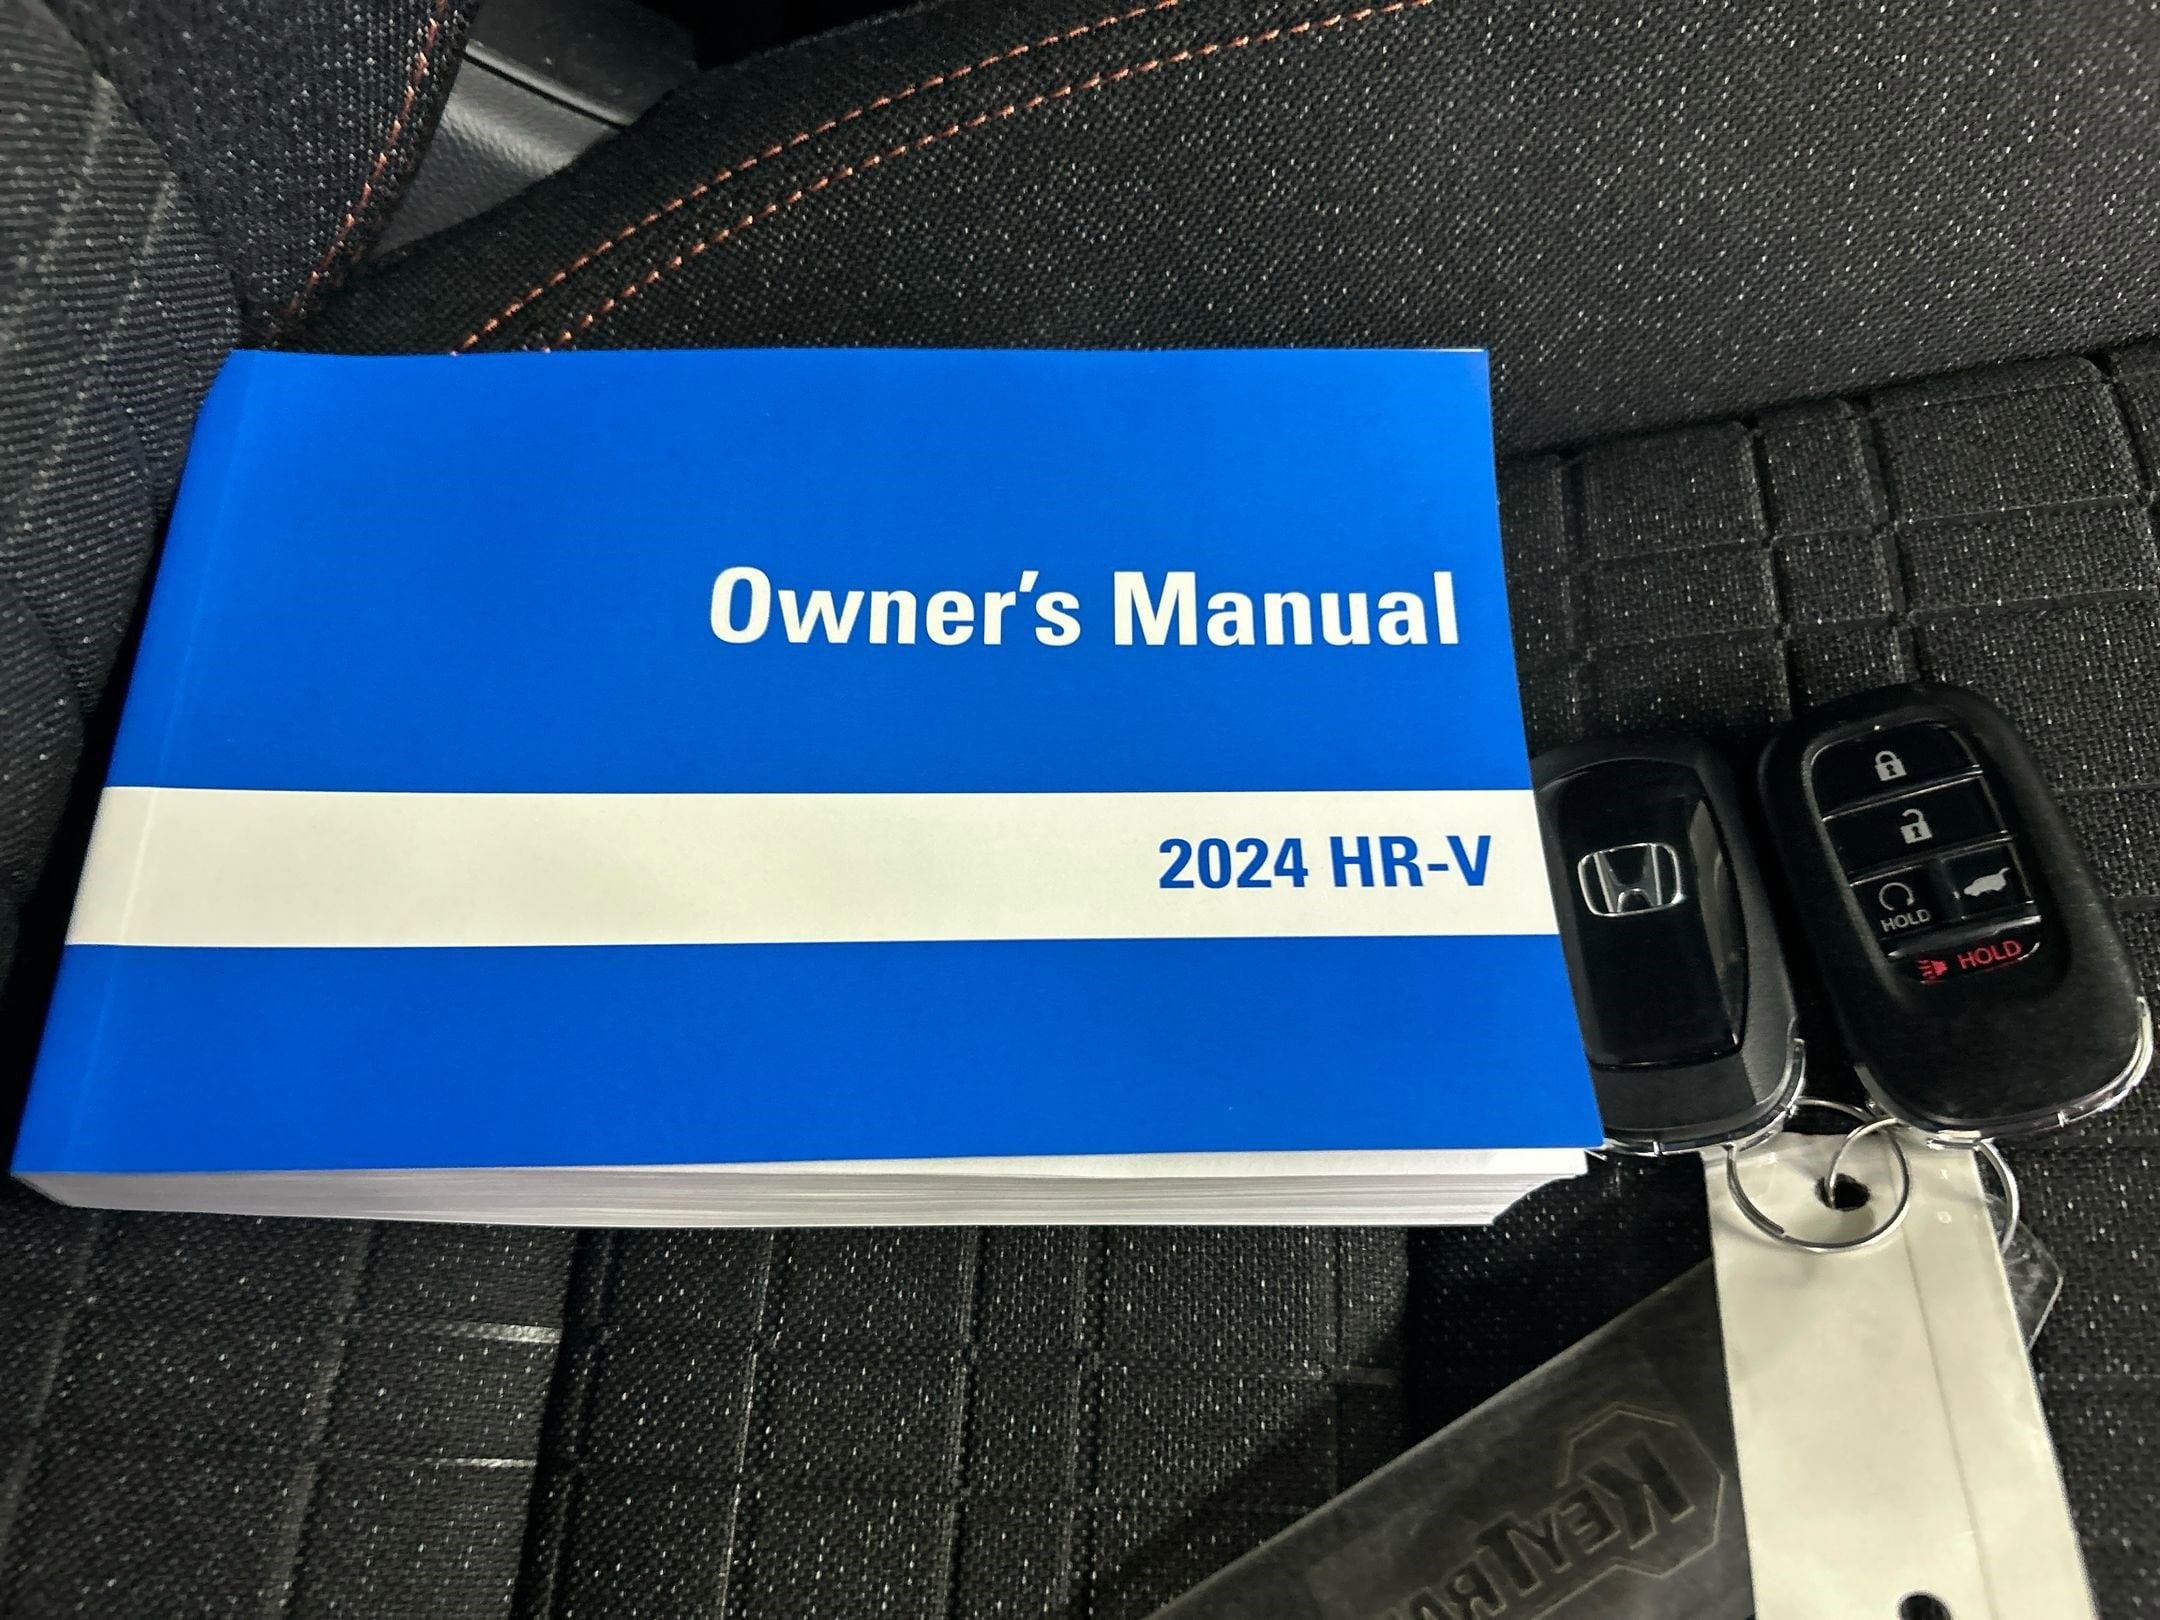 Owner's Manual
2024 HR-V
HOLD
HOLD